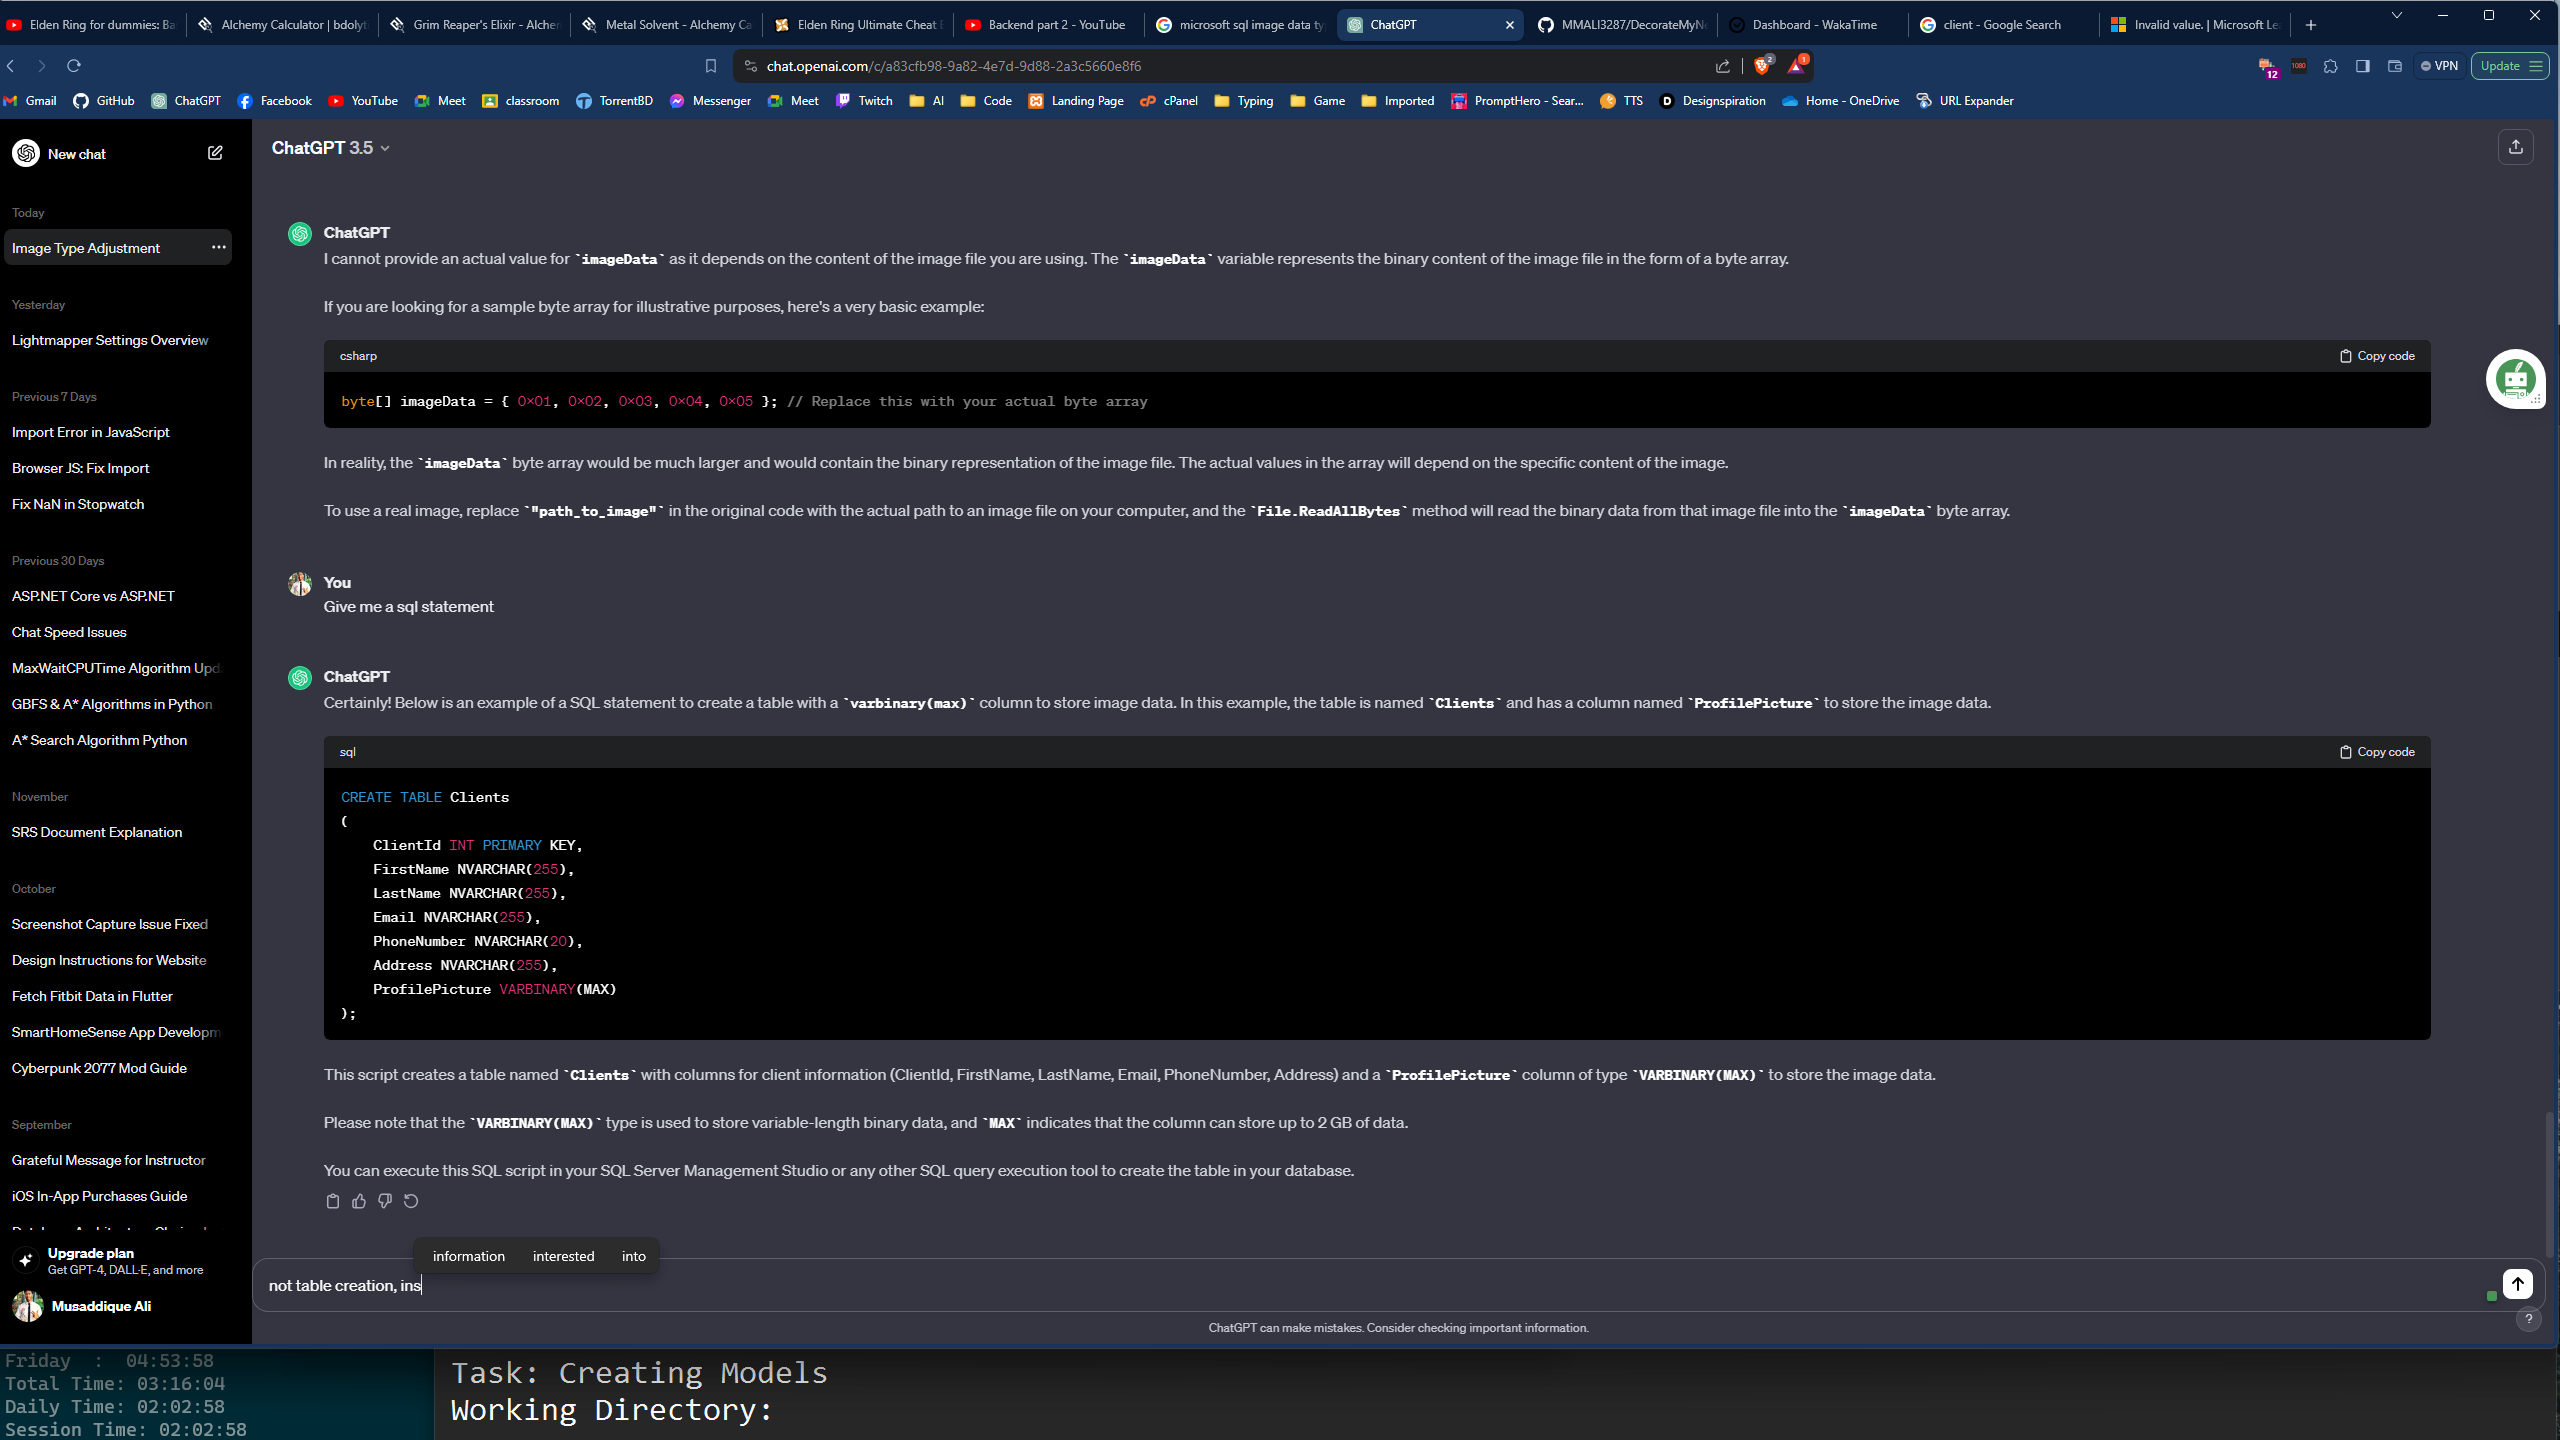 Elden Ring for dummies: Ba
Alchemy Calculator | bdolyti
Grim Reaper's Elixir - Alchem
Metal Solvent - Alchemy Ca
Elden Ring Ultimate Cheat
Backend part 2 - YouTube
microsoft sql image data ty
ChatGPT
MMALI3287/DecorateMyNe
Dashboard - WakaTime
client - Google Search
Invalid value. | Microsoft Le
chat.openai.com/c/a83cfb98-9a82-4e7d-9d88-2a3c5660e8f6
2
1
12
1080
VPN
Update
Gmail
GitHub
ChatGPT
Facebook
YouTube
Meet
classroom
TorrentBD
Messenger
Meet
Twitch
AI
Code
Landing Page
cPanel
Typing
Game
Imported
PromptHero - Sear...
TTS
Designspiration
Home - OneDrive
URL Expander
New chat
Today
Image Type Adjustment
Yesterday
Lightmapper Settings Overview
Previous 7 Days
Import Error in JavaScript
Browser JS: Fix Import
Fix NaN in Stopwatch
Previous 30 Days
ASP.NET Core vs ASP.NET
Chat Speed Issues
MaxWaitCPUTime Algorithm Upd
GBFS & A* Algorithms in Python
A* Search Algorithm Python
November
SRS Document Explanation
October
Screenshot Capture Issue Fixed
Design Instructions for Website
Fetch Fitbit Data in Flutter
SmartHomeSense App Developm
Cyberpunk 2077 Mod Guide
September
Grateful Message for Instructor
iOS In-App Purchases Guide
Upgrade plan
Get GPT-4, DALL·E, and more
Musaddique Ali
ChatGPT 3.5
ChatGPT
I cannot provide an actual value for `imageData` as it depends on the content of the image file you are using. The `imageData` variable represents the binary content of the image file in the form of a byte array.
If you are looking for a sample byte array for illustrative purposes, here's a very basic example:
csharp
Copy code
byte[] imageData = { 0x01, 0x02, 0x03, 0x04, 0x05 }; // Replace this with your actual byte array
In reality, the `imageData` byte array would be much larger and would contain the binary representation of the image file. The actual values in the array will depend on the specific content of the image.
To use a real image, replace `"path_to_image"` in the original code with the actual path to an image file on your computer, and the `File.ReadAllBytes` method will read the binary data from that image file into the `imageData` byte array.
You
Give me a sql statement
ChatGPT
Certainly! Below is an example of a SQL statement to create a table with a `varbinary(max)` column to store image data. In this example, the table is named `Clients` and has a column named `ProfilePicture` to store the image data.
sql
Copy code
CREATE TABLE Clients
(
ClientId INT PRIMARY KEY,
FirstName NVARCHAR(255),
LastName NVARCHAR(255),
Email NVARCHAR(255),
PhoneNumber NVARCHAR(20),
Address NVARCHAR(255),
ProfilePicture VARBINARY(MAX)
);
This script creates a table named `Clients` with columns for client information (ClientId, FirstName, LastName, Email, PhoneNumber, Address) and a `ProfilePicture` column of type `VARBINARY(MAX)` to store the image data.
Please note that the `VARBINARY(MAX)` type is used to store variable-length binary data, and `MAX` indicates that the column can store up to 2 GB of data.
You can execute this SQL script in your SQL Server Management Studio or any other SQL query execution tool to create the table in your database.
information interested into
not table creation, ins
?
ChatGPT can make mistakes. Consider checking important information.
Friday : 04:53:58
Total Time: 03:16:04
Daily Time: 02:02:58
Session Time: 02:02:58
Task: Creating Models
Working Directory: